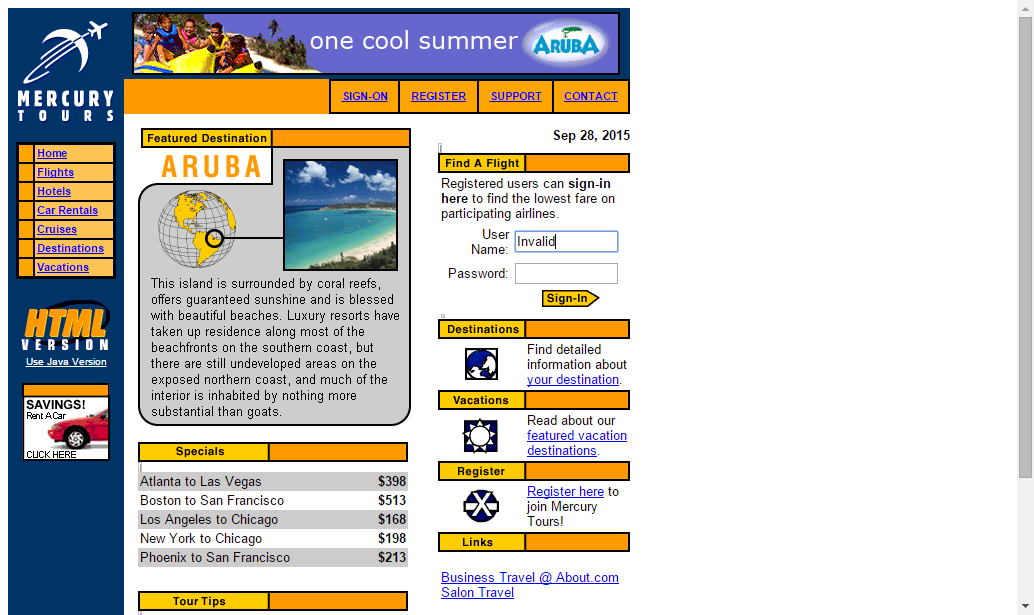 one cool summer
ARUBA
MERCURY
TOURS
SIGN-ON
REGISTER
SUPPORT
CONTACT
Home
Flights
Hotels
Car Rentals
Cruises
Destinations
Vacations
HTML
VERSION
Use Java Version
SAVINGS!
Rent A Car
CLICK HERE
Featured Destination
ARUBA
This island is surrounded by coral reefs,
offers guaranteed sunshine and is blessed
with beautiful beaches. Luxury resorts have
taken up residence along most of the
beachfronts on the southern coast, but
there are still undeveloped areas on the
exposed northern coast, and much of the
interior is inhabited by nothing more
substantial than goats.
Specials
Atlanta to Las Vegas $398
Boston to San Francisco $513
Los Angeles to Chicago $168
New York to Chicago $198
Phoenix to San Francisco $213
Tour Tips
Sep 28, 2015
Find A Flight
Registered users can sign-in
here to find the lowest fare on
participating airlines.
User
Name: Invalid
Password:
Sign-In
Destinations
Find detailed
information about
your destination.
Vacations
Read about our
featured vacation
destinations.
Register
Register here to
join Mercury
Tours!
Links
Business Travel @ About.com
Salon Travel